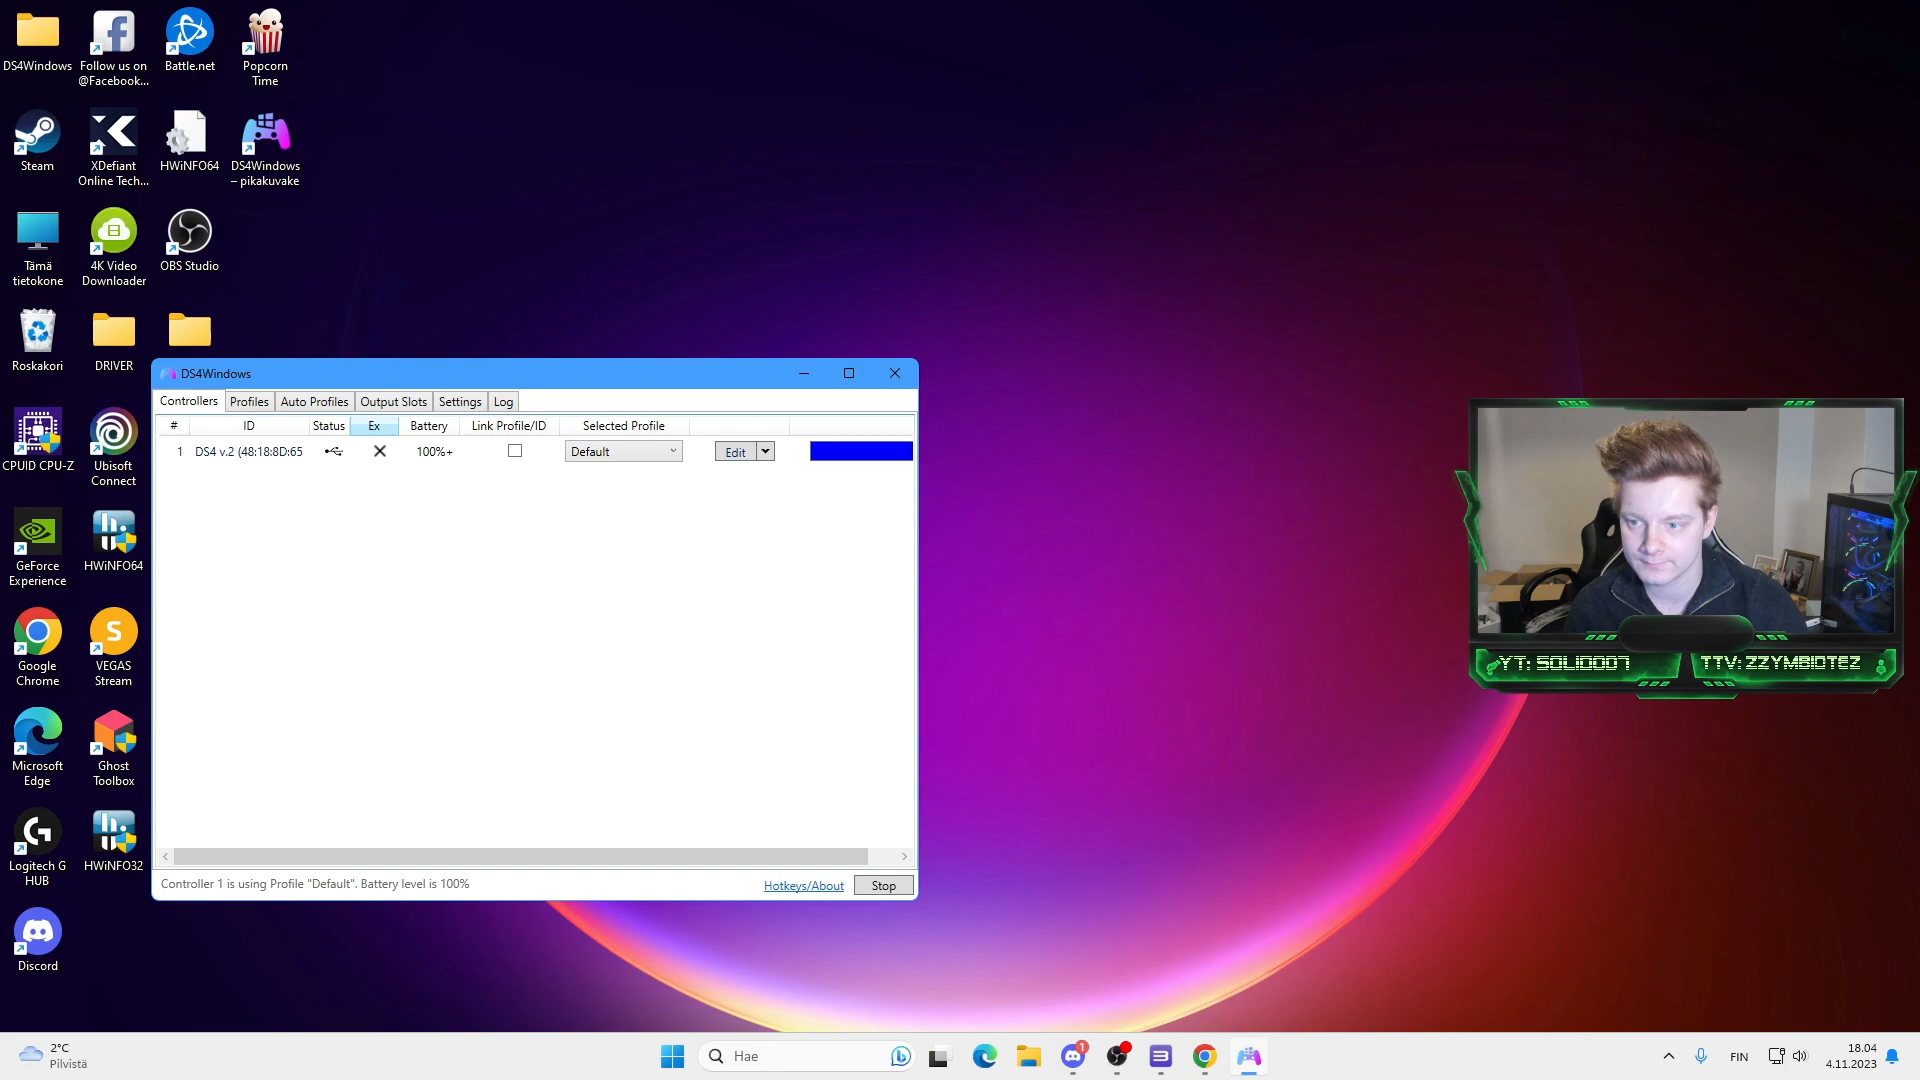 DS4Windows
Follow us on
@Facebook...
Battle.net
Popcorn
Time
Steam
XDefiant
Online Tech...
HWiNFO64
DS4Windows
– pikakuvake
Tämä
tietokone
4K Video
Downloader
OBS Studio
Roskakori
DRIVER
CPUID CPU-Z
Ubisoft
Connect
GeForce
Experience
HWiNFO64
Google
Chrome
VEGAS
Stream
Microsoft
Edge
Ghost
Toolbox
Logitech G
HUB
HWiNFO32
Discord
DS4Windows
Controllers
Profiles
Auto Profiles
Output Slots
Settings
Log
#
ID
Status
Ex
Battery
Link Profile/ID
Selected Profile
1
DS4 v.2 (48:18:8D:65
100%+
Default
Edit
Controller 1 is using Profile "Default". Battery level is 100%
Hotkeys/About
Stop
YT: SOLIDOO7
TTV: ZZYMBIOTEZ
2°C
Pilvistä
Hae
1
FIN
18.04
4.11.2023